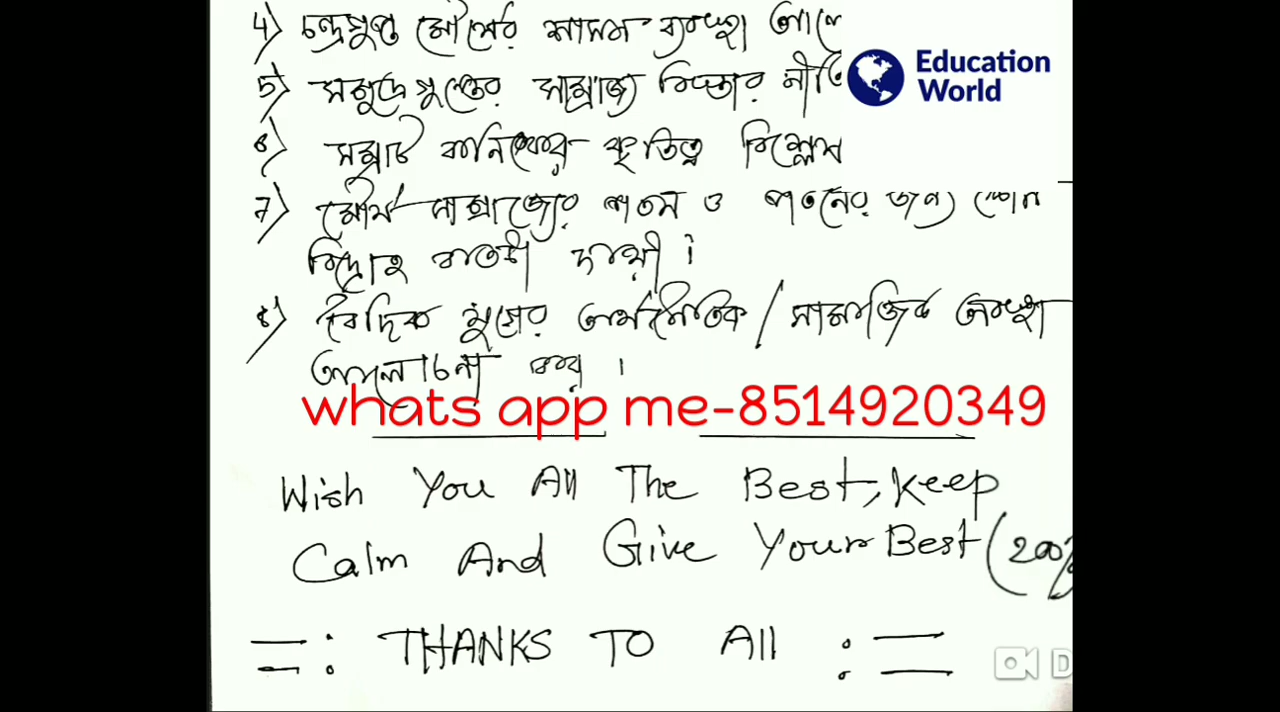 4) চন্দ্রগুপ্ত মৌর্যের শাসন ব্যবস্থা আলো
5) সমুদ্রগুপ্তের সাম্রাজ্য বিস্তার নীতি
Education
World
6) সম্রাট কনিষ্কের কৃতিত্ব বিশ্লেষ
7) মৌর্য সাম্রাজ্যের পতন ও পতনের জন্য
বিদ্রোহ কতটা দায়ী ।
8) বৈদিক যুগের অর্থনৈতিক / সামাজিক অবস্থা
আলোচনা কর ।
whats app me-8514920349
Wish You All The Best, Keep
Calm And Give Your Best (200%
=: THANKS TO All :=